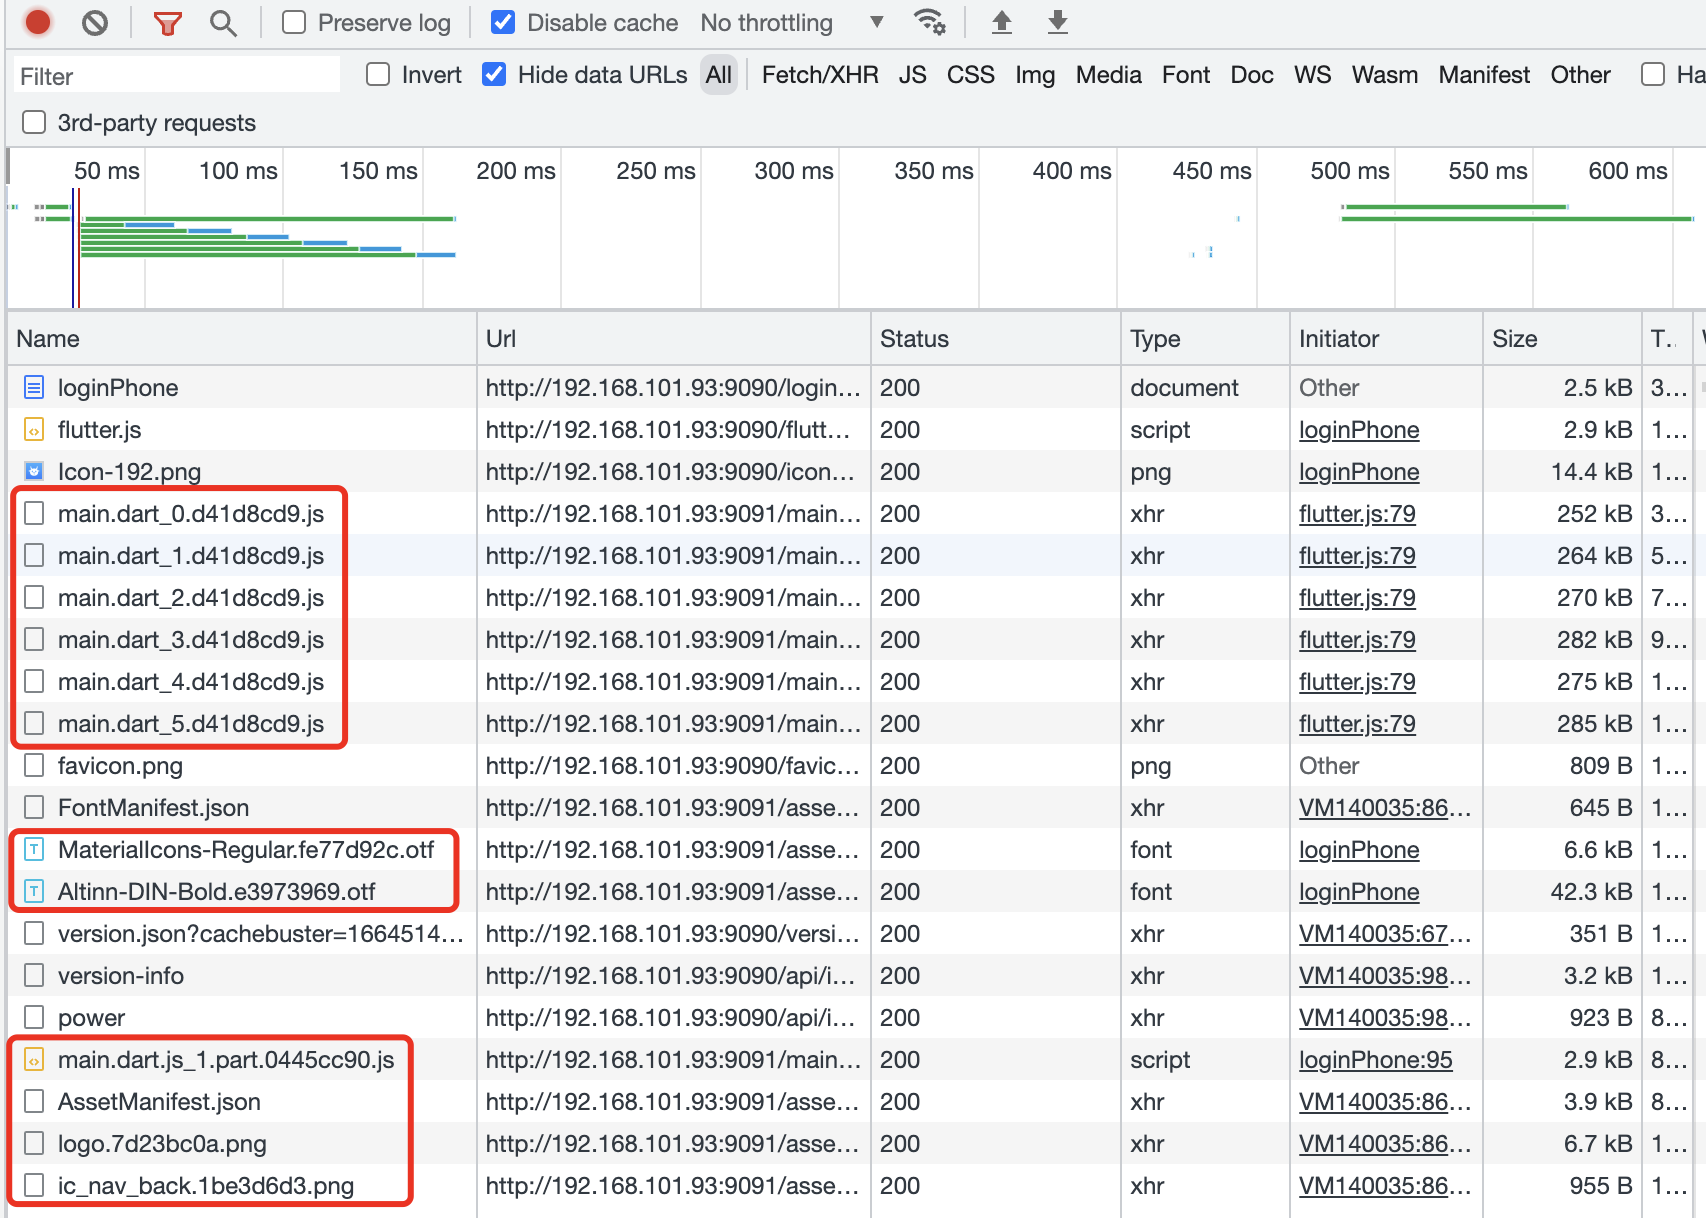 Preserve log Disable cache No throttling
Filter Invert Hide data URLs All Fetch/XHR JS CSS Img Media Font Doc WS Wasm Manifest Other Ha
3rd-party requests
50 ms 100 ms 150 ms 200 ms 250 ms 300 ms 350 ms 400 ms 450 ms 500 ms 550 ms 600 ms
Name Url Status Type Initiator Size T..
loginPhone http://192.168.101.93:9090/login... 200 document Other 2.5 kB 3...
flutter.js http://192.168.101.93:9090/flutt... 200 script loginPhone 2.9 kB 1...
Icon-192.png http://192.168.101.93:9090/icon... 200 png loginPhone 14.4 kB 1...
main.dart_0.d41d8cd9.js http://192.168.101.93:9091/main... 200 xhr flutter.js:79 252 kB 3...
main.dart_1.d41d8cd9.js http://192.168.101.93:9091/main... 200 xhr flutter.js:79 264 kB 5...
main.dart_2.d41d8cd9.js http://192.168.101.93:9091/main... 200 xhr flutter.js:79 270 kB 7...
main.dart_3.d41d8cd9.js http://192.168.101.93:9091/main... 200 xhr flutter.js:79 282 kB 9...
main.dart_4.d41d8cd9.js http://192.168.101.93:9091/main... 200 xhr flutter.js:79 275 kB 1...
main.dart_5.d41d8cd9.js http://192.168.101.93:9091/main... 200 xhr flutter.js:79 285 kB 1...
favicon.png http://192.168.101.93:9090/favic... 200 png Other 809 B 1...
FontManifest.json http://192.168.101.93:9091/asse... 200 xhr VM140035:86... 645 B 1...
MaterialIcons-Regular.fe77d92c.otf http://192.168.101.93:9091/asse... 200 font loginPhone 6.6 kB 1...
Altinn-DIN-Bold.e3973969.otf http://192.168.101.93:9091/asse... 200 font loginPhone 42.3 kB 1...
version.json?cachebuster=1664514... http://192.168.101.93:9090/versi... 200 xhr VM140035:67... 351 B 1...
version-info http://192.168.101.93:9090/api/i... 200 xhr VM140035:98... 3.2 kB 1...
power http://192.168.101.93:9090/api/i... 200 xhr VM140035:98... 923 B 8...
main.dart.js_1.part.0445cc90.js http://192.168.101.93:9091/main... 200 script loginPhone:95 2.9 kB 8...
AssetManifest.json http://192.168.101.93:9091/asse... 200 xhr VM140035:86... 3.9 kB 8...
logo.7d23bc0a.png http://192.168.101.93:9091/asse... 200 xhr VM140035:86... 6.7 kB 1...
ic_nav_back.1be3d6d3.png http://192.168.101.93:9091/asse... 200 xhr VM140035:86... 955 B 1...